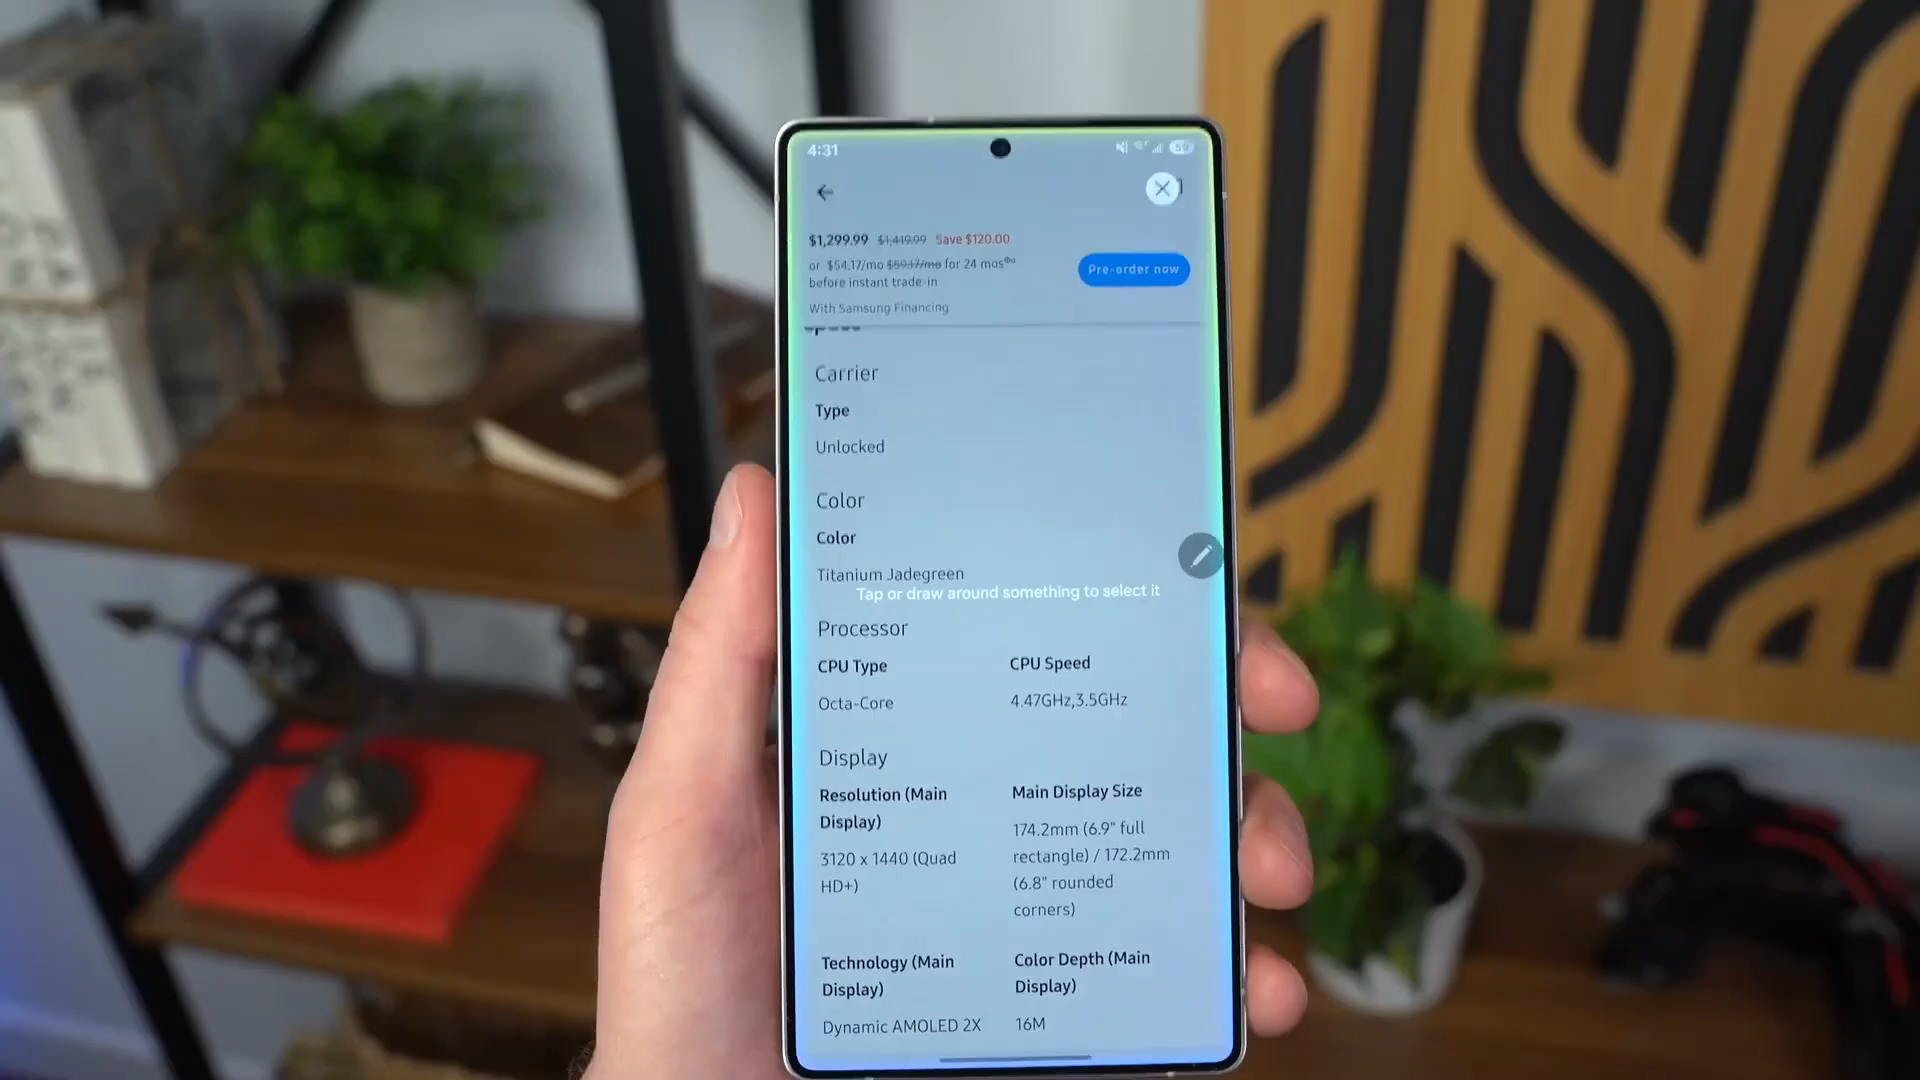 4:31
$1,299.99 $1,419.99 Save $120.00
or $54.17/mo $59.17/mo for 24 mos
before instant trade-in
Pre-order now
With Samsung Financing
Carrier
Type
Unlocked
Color
Color
Titanium Jadegreen
Tap or draw around something to select it
Processor
CPU Type
CPU Speed
Octa-Core
4.47GHz,3.5GHz
Display
Resolution (Main
Display)
Main Display Size
3120 x 1440 (Quad
HD+)
174.2mm (6.9" full
rectangle) / 172.2mm
(6.8" rounded
corners)
Technology (Main
Display)
Color Depth (Main
Display)
Dynamic AMOLED 2X
16M